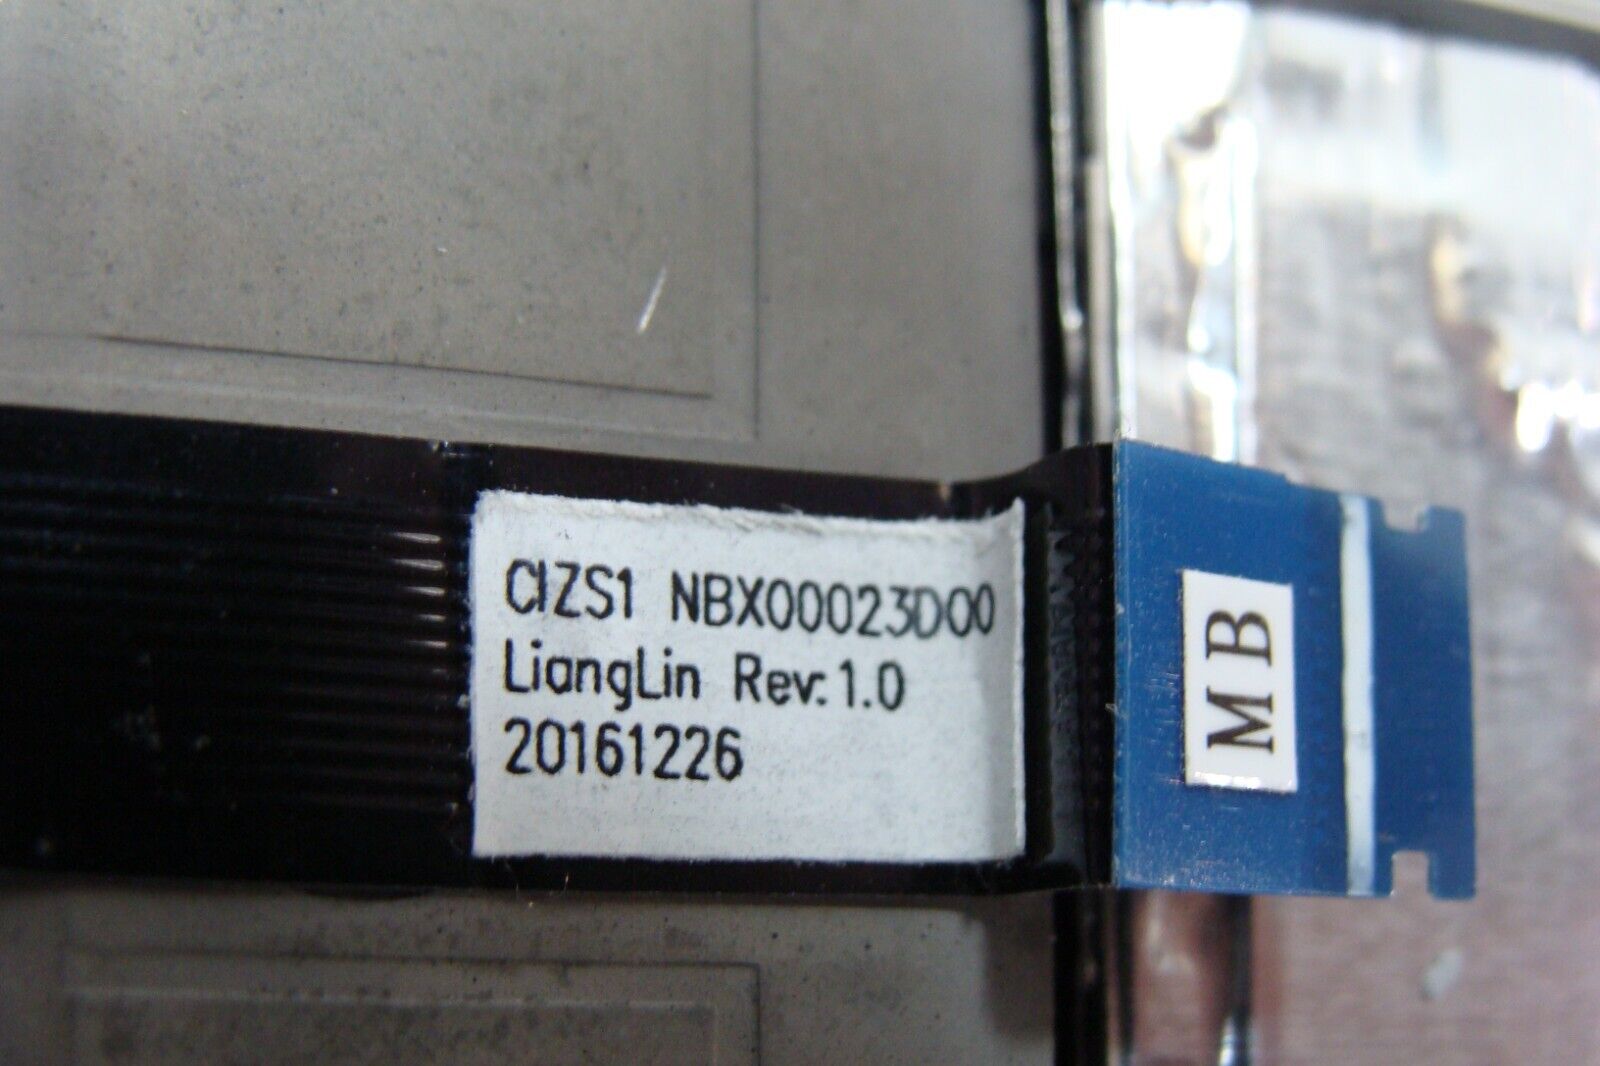 CIZS1 NBX00023D00
LiangLin Rev:1.0
20161226
MB